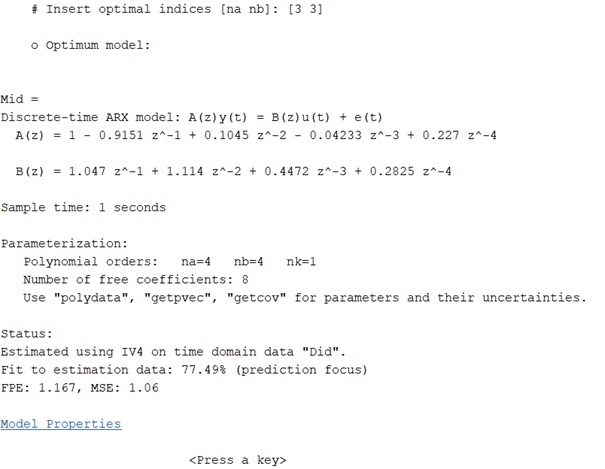 # Insert optimal indices [na nb]: [3 3]
o Optimum model:
Mid =
Discrete-time ARX model: A(z)y(t) = B(z)u(t) + e(t)
A(z) = 1 - 0.9151 z^-1 + 0.1045 z^-2 - 0.04233 z^-3 + 0.227 z^-4
B(z) = 1.047 z^-1 + 1.114 z^-2 + 0.4472 z^-3 + 0.2825 z^-4
Sample time: 1 seconds
Parameterization:
Polynomial orders: na=4 nb=4 nk=1
Number of free coefficients: 8
Use "polydata", "getpvec", "getcov" for parameters and their uncertainties.
Status:
Estimated using IV4 on time domain data "Did".
Fit to estimation data: 77.49% (prediction focus)
FPE: 1.167, MSE: 1.06
Model Properties
<Press a key>